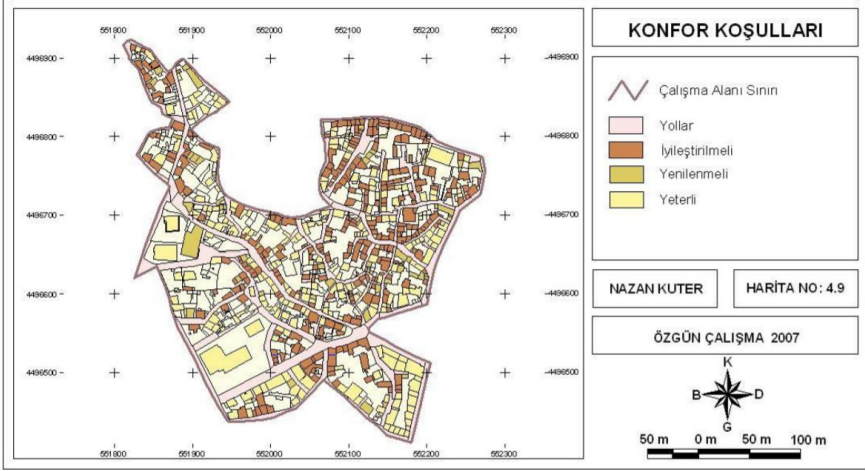 551800 551900 552000 552100 552200 552300
4496900 4496900
4496800 4496800
4496700 4496700
4496600 4496600
4496500 4496500
551800 551900 552000 552100 552200 552300
KONFOR KOŞULLARI
Çalışma Alanı Sınırı
Yollar
İyileştirilmeli
Yenilenmeli
Yeterli
NAZAN KUTER
HARİTA NO: 4.9
ÖZGÜN ÇALIŞMA 2007
K
B D
G
50 m 0 m 50 m 100 m